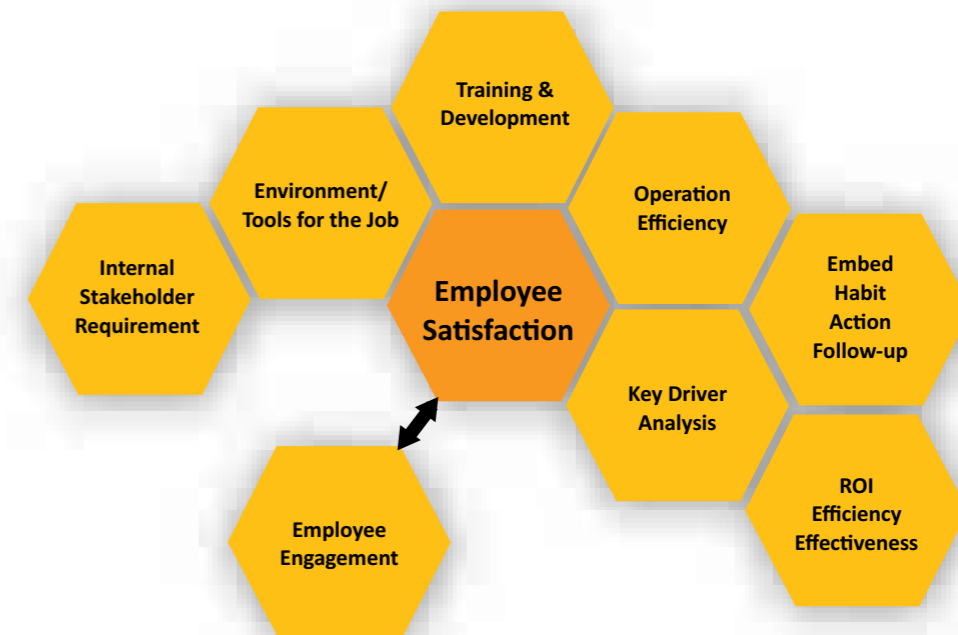 Training &
Development
Environment/
Tools for the Job
Operation
Efficiency
Internal
Stakeholder
Requirement
Employee
Satisfaction
Embed
Habit
Action
Follow-up
Key Driver
Analysis
Employee
Engagement
ROI
Efficiency
Effectiveness